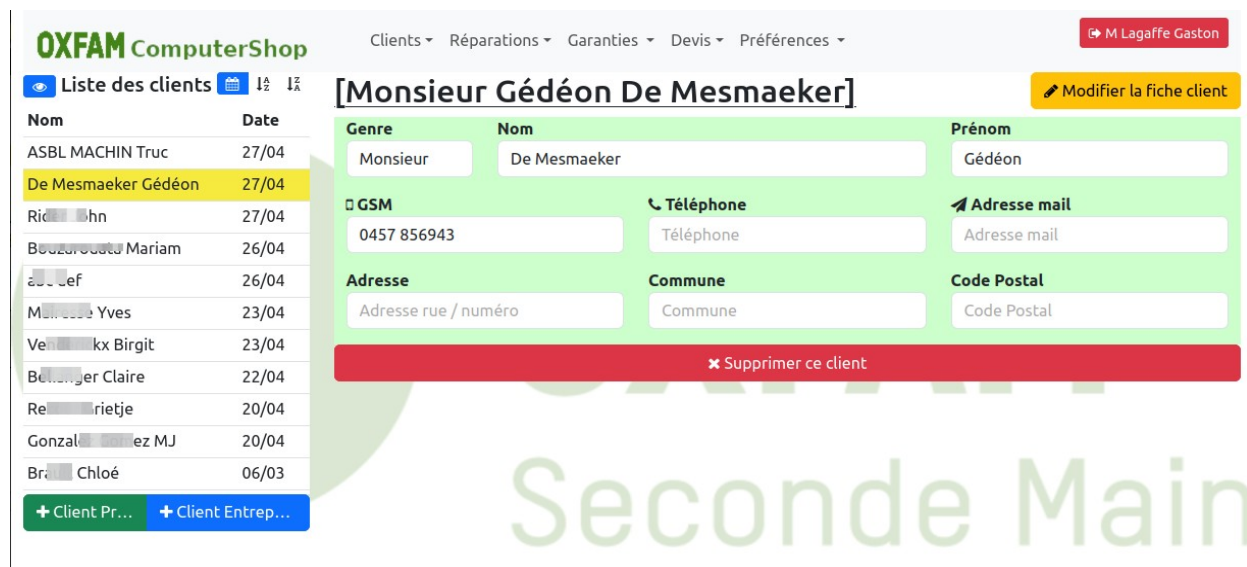 OXFAM ComputerShop
Clients Réparations Garanties Devis Préférences
M Lagaffe Gaston
Liste des clients
Nom Date
ASBL MACHIN Truc 27/04
De Mesmaeker Gédéon 27/04
27/04
Mariam 26/04
26/04
Yves 23/04
Birgit 23/04
Claire 22/04
20/04
MJ 20/04
Chloé 06/03
+ Client Pr... + Client Entrep...
[Monsieur Gédéon De Mesmaeker]
Modifier la fiche client
Genre Nom Prénom
Monsieur De Mesmaeker Gédéon
GSM Téléphone Adresse mail
0457 856943 Téléphone Adresse mail
Adresse Commune Code Postal
Adresse rue / numéro Commune Code Postal
Supprimer ce client
Seconde Main